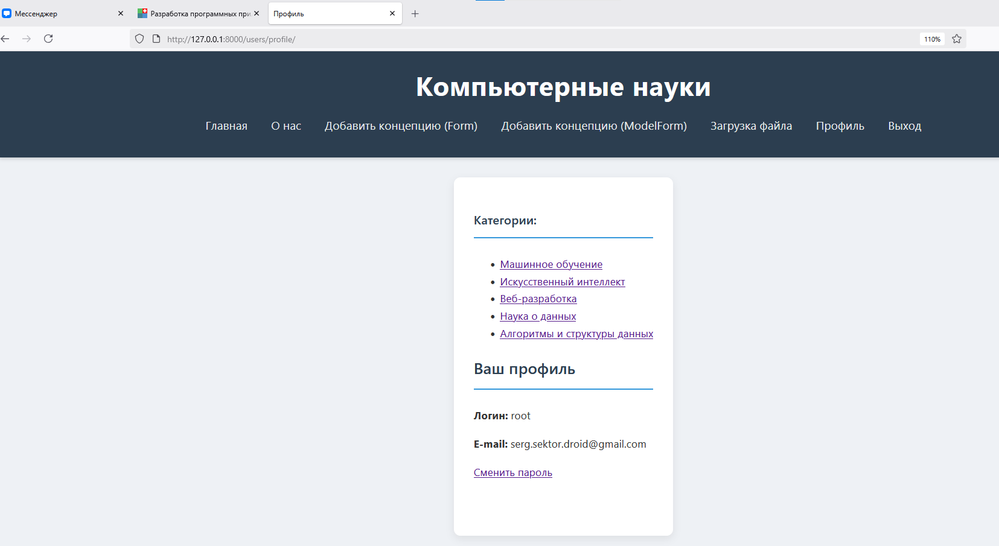 Мессенджер
Разработка программных при
Профиль
http://127.0.0.1:8000/users/profile/
110%
Компьютерные науки
Главная О нас Добавить концепцию (Form) Добавить концепцию (ModelForm) Загрузка файла Профиль Выход
Категории:
Машинное обучение
Искусственный интеллект
Веб-разработка
Наука о данных
Алгоритмы и структуры данных
Ваш профиль
Логин: root
E-mail: serg.sektor.droid@gmail.com
Сменить пароль